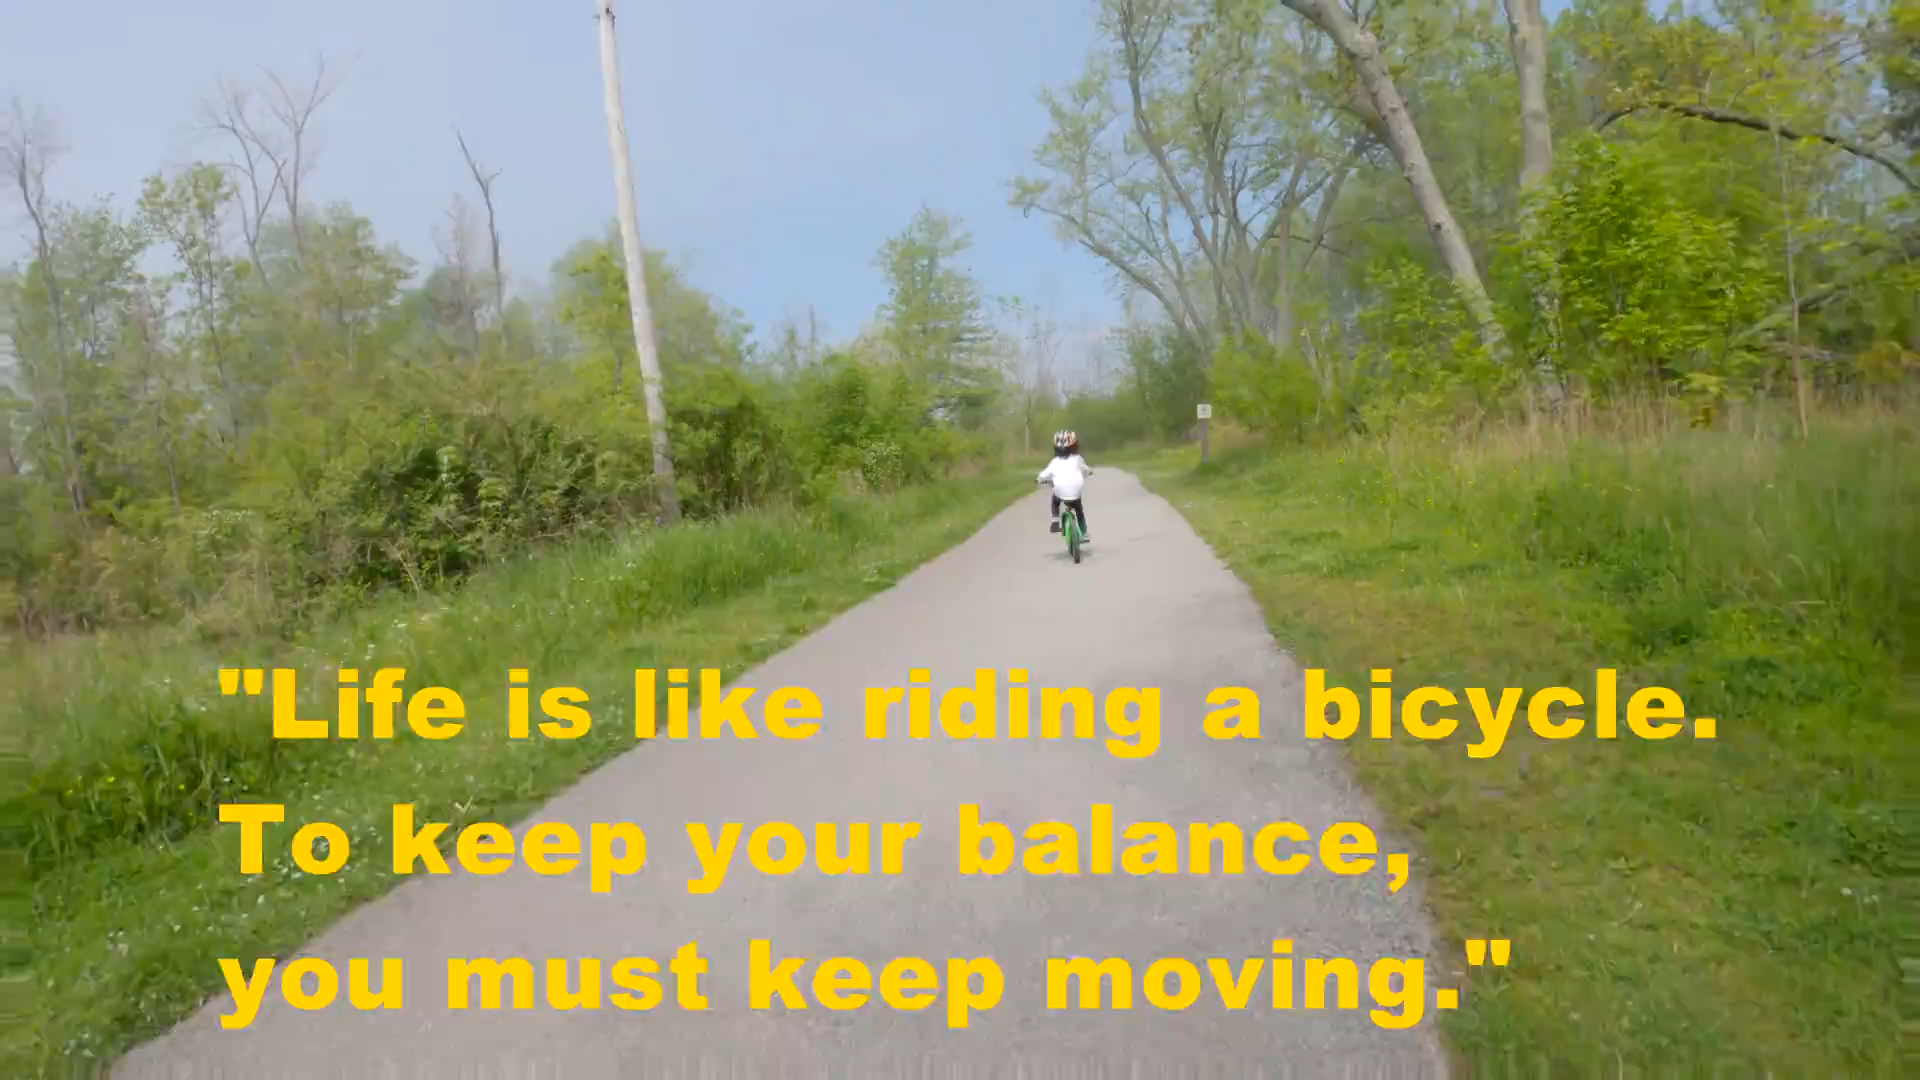 "Life is like riding a bicycle.
To keep your balance,
you must keep moving."